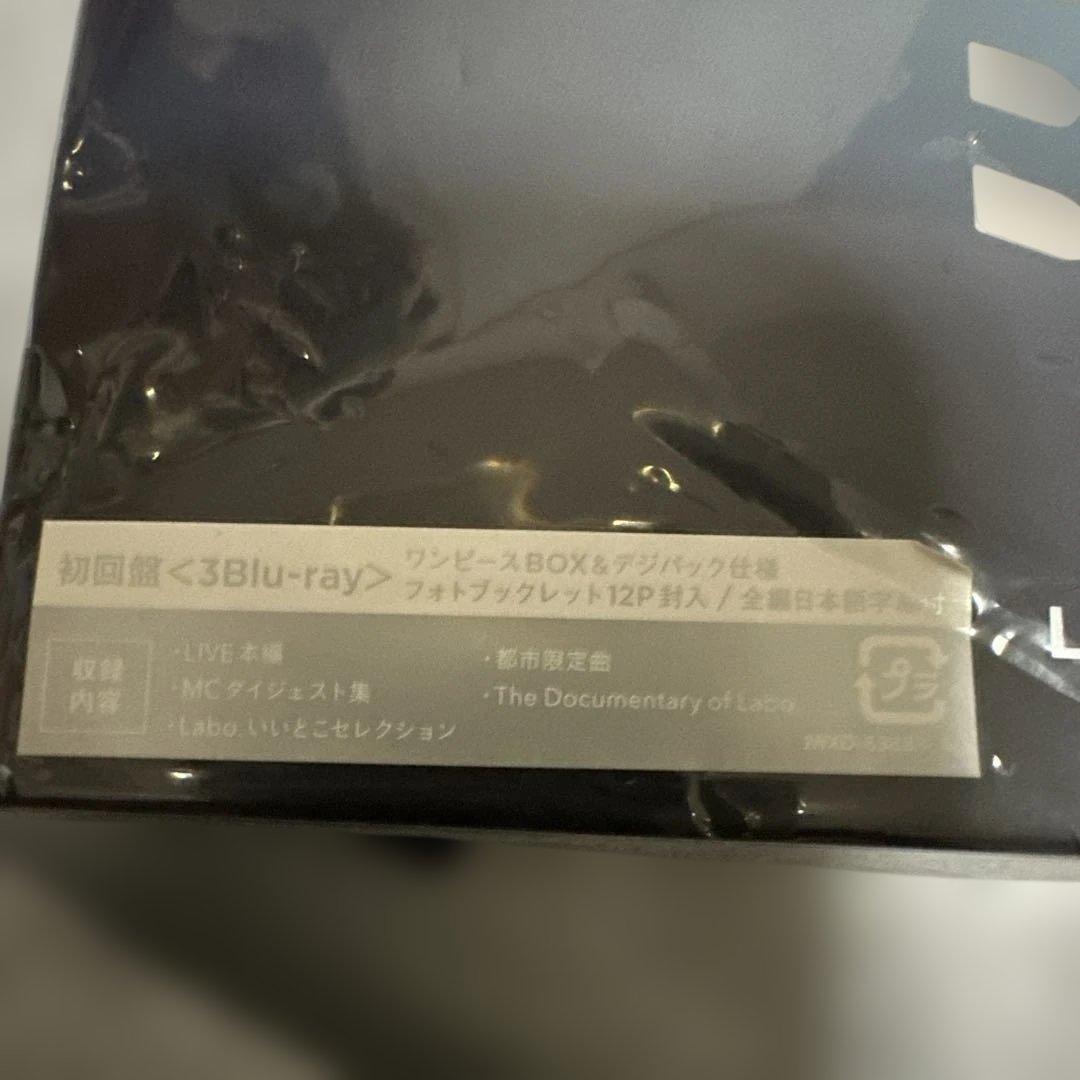 初回盤<3Blu-ray>
ワンピースBOX&デジパック仕様
フォトブックレット12P封入 / 全編日本語字幕付
収録
内容
・LIVE本編
・MCダイジェスト集
・Labo.いいとこセレクション
・都市限定曲
・The Documentary of Labo
プラ
L